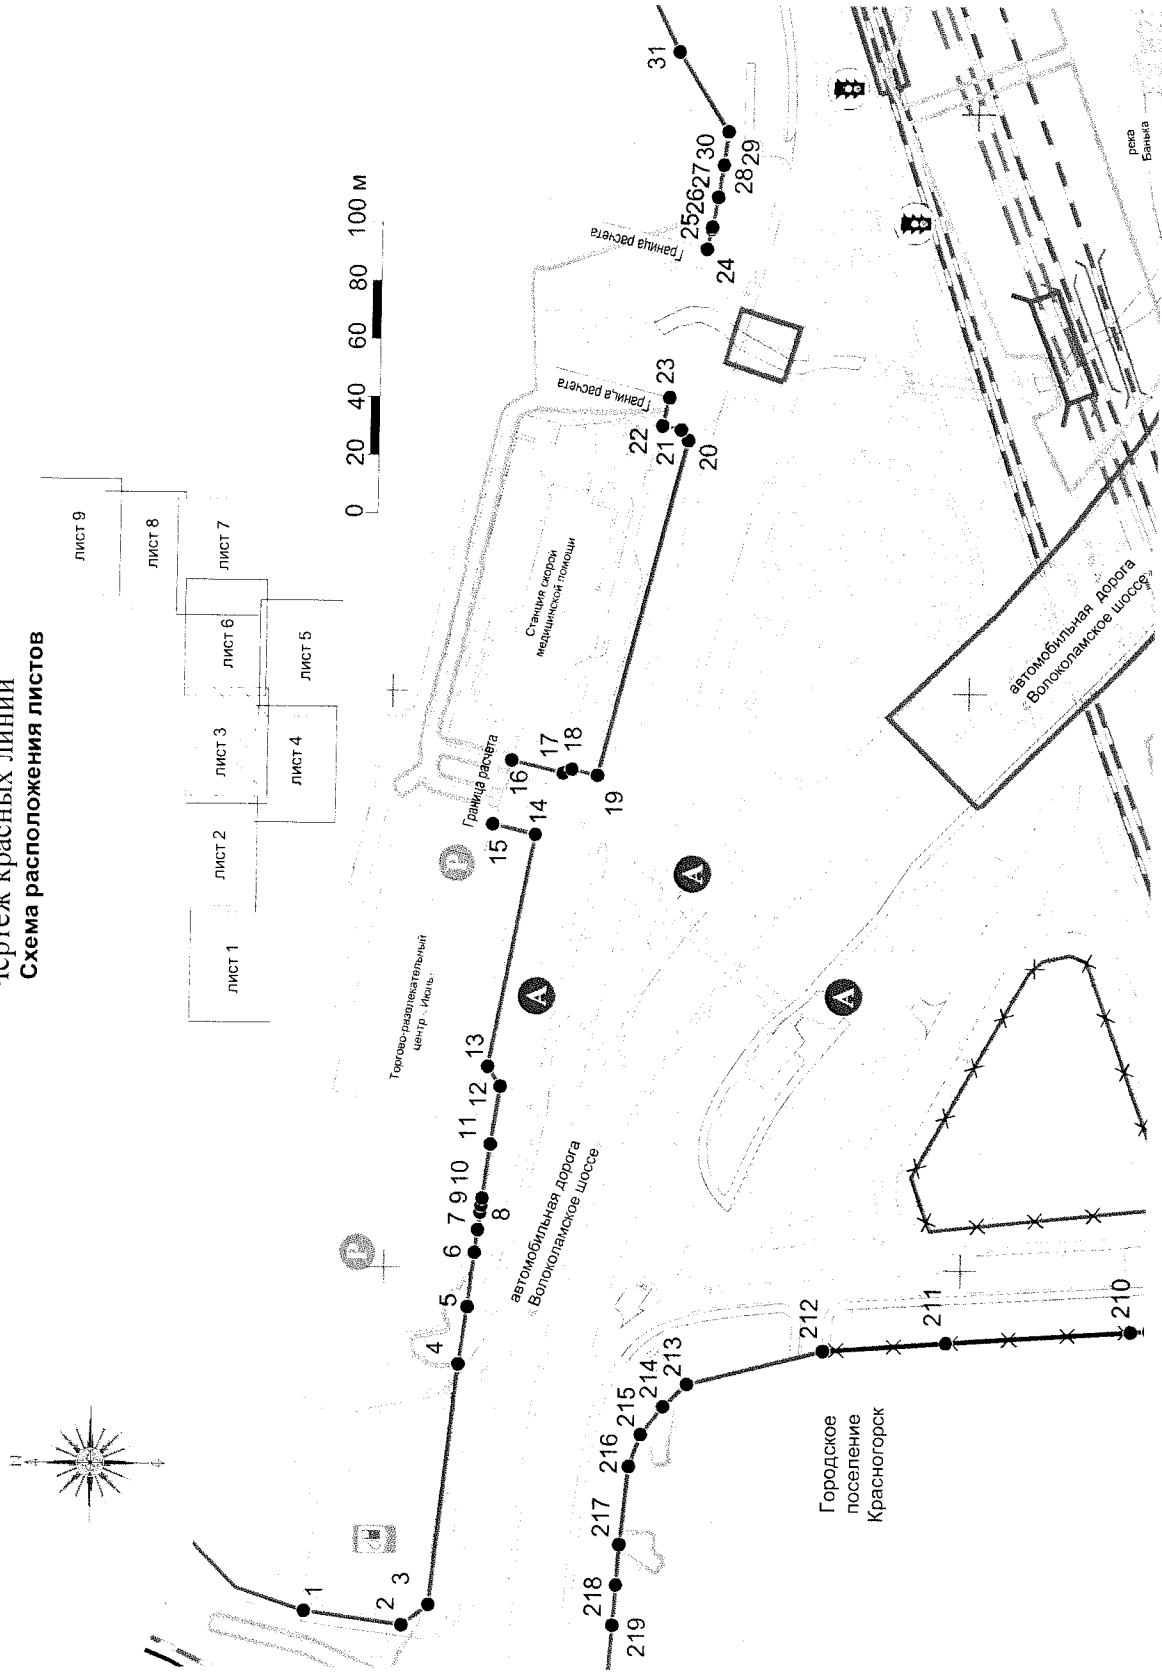 чертеж красных линий
Схема расположения листов
лист 1
лист 2
лист 3
лист 4
лист 5
лист 6
лист 7
лист 8
лист 9
0 20 40 60 80 100 м
N
1
2
3
4
5
6
7
8
9
10
11
12
13
14
15
16
17
18
19
20
21
22
23
24
25
26
27
28
29
30
31
P
P
Торгово-развлекательный
центр «Июнь»
Граница расчета
Станция скорой
медицинской помощи
Граница расчета
Граница расчета
А
А
А
автомобильная дорога
Волоколамское шоссе
автомобильная дорога
«Волоколамское шоссе»
река
Банька
219
218
217
216
215
214
213
212
211
210
Городское
поселение
Красногорск